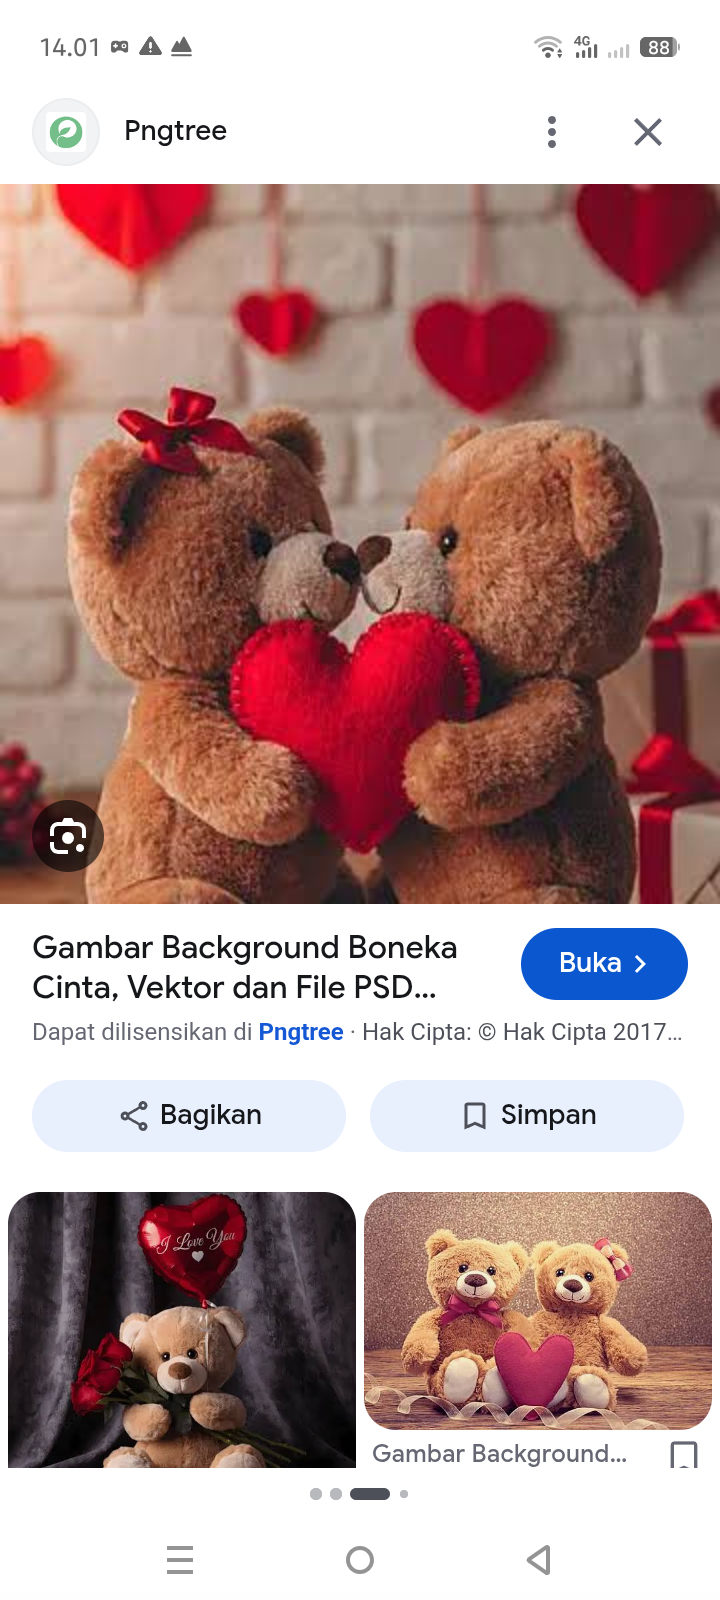 14.01
4G
88
Pngtree
Gambar Background Boneka
Cinta, Vektor dan File PSD...
Buka
Dapat dilisensikan di Pngtree · Hak Cipta: © Hak Cipta 2017...
Bagikan
Simpan
I Love You
Gambar Background...